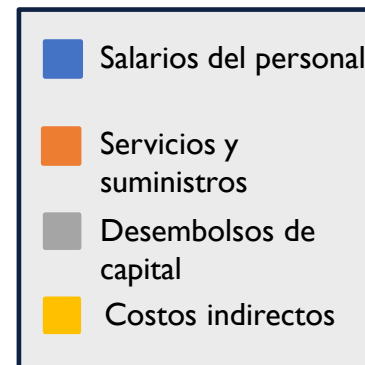 Salarios del personal
Servicios y
suministros
Desembolsos de
capital
Costos indirectos